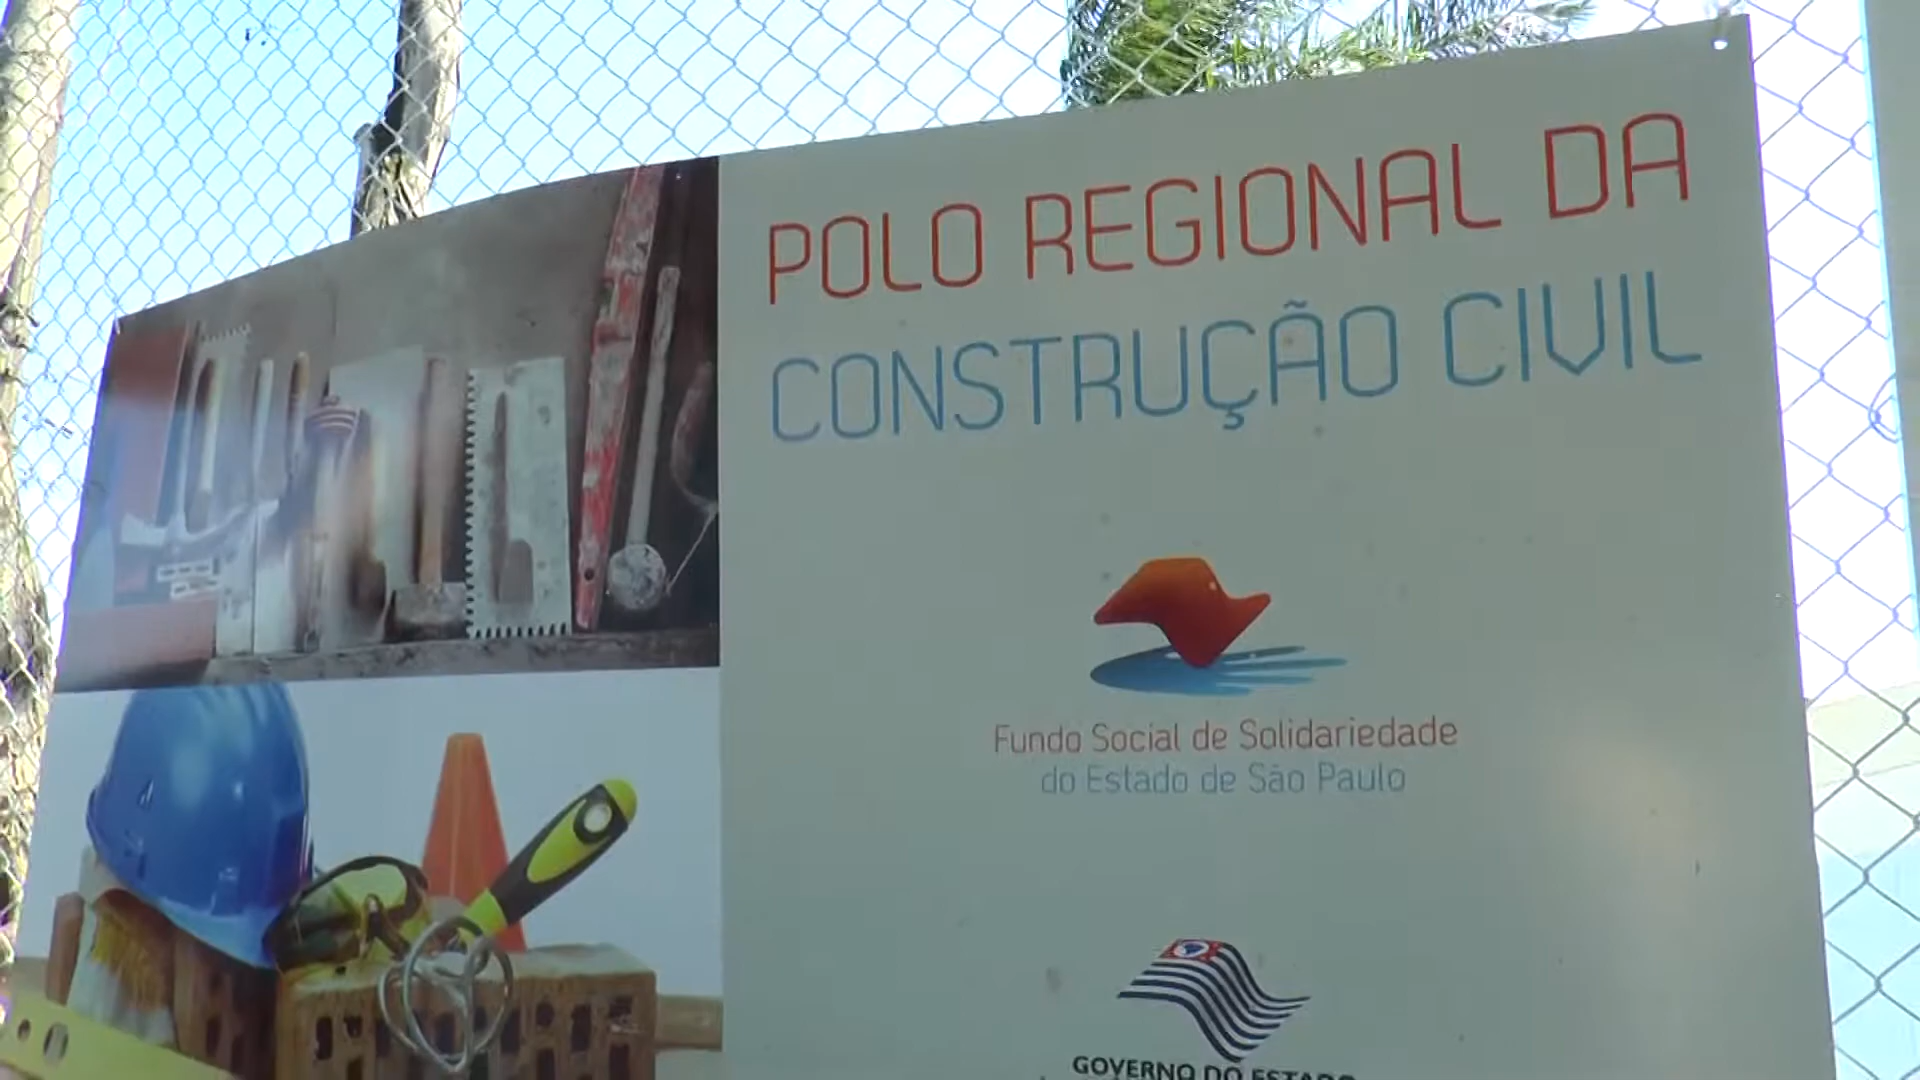 POLO REGIONAL DA
CONSTRUÇÃO CIVIL
Fundo Social de Solidariedade
do Estado de São Paulo
GOVERNO DO ESTADO